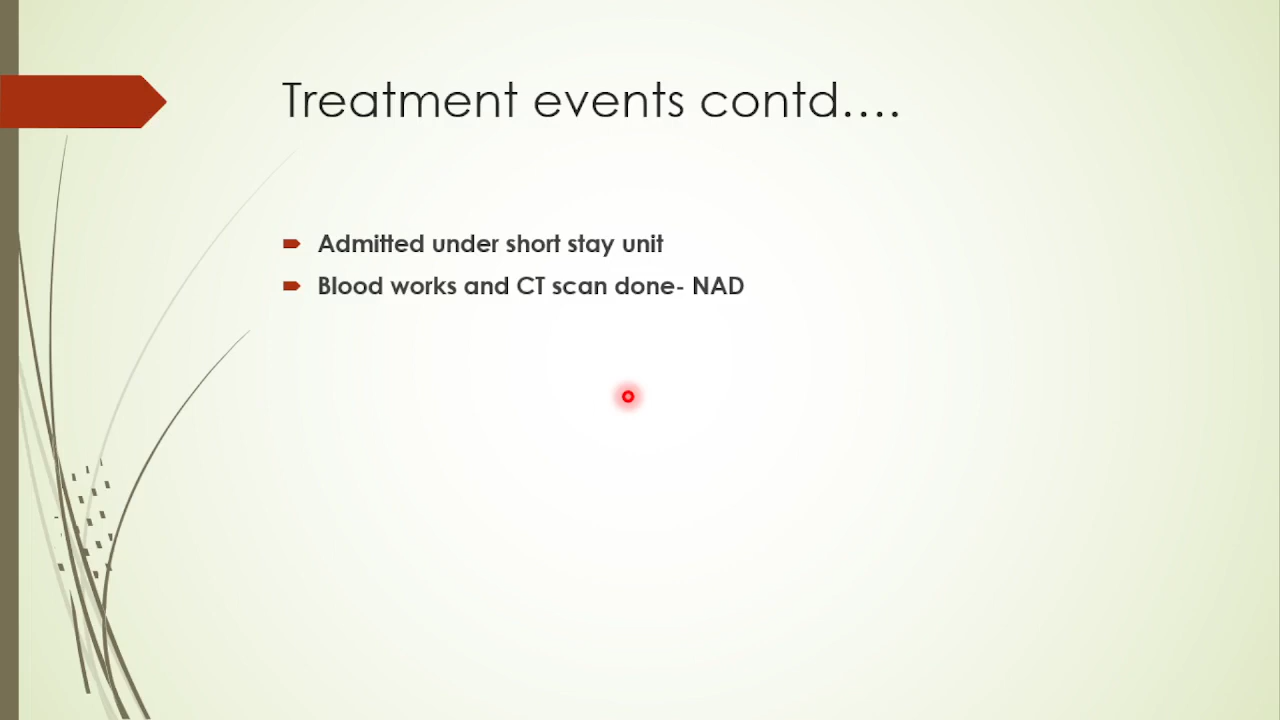 Treatment events contd....
Admitted under short stay unit
Blood works and CT scan done- NAD